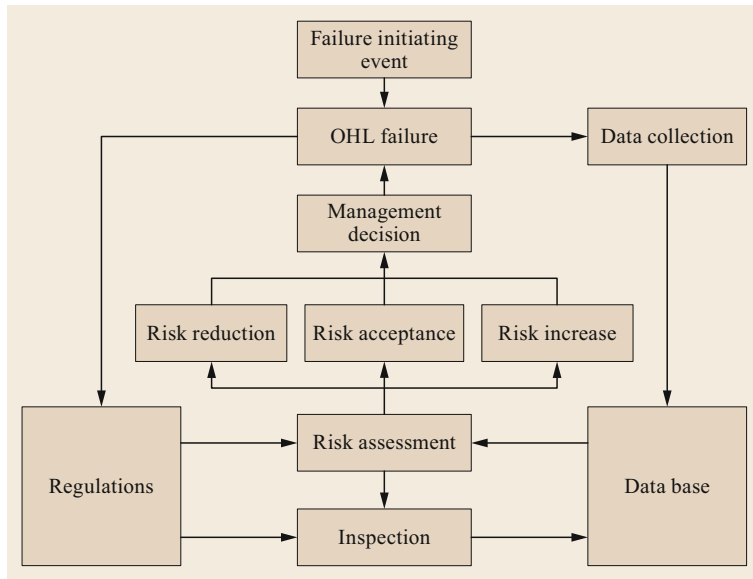 Failure initiating
event
OHL failure
Data collection
Management
decision
Risk reduction
Risk acceptance
Risk increase
Regulations
Risk assessment
Data base
Inspection